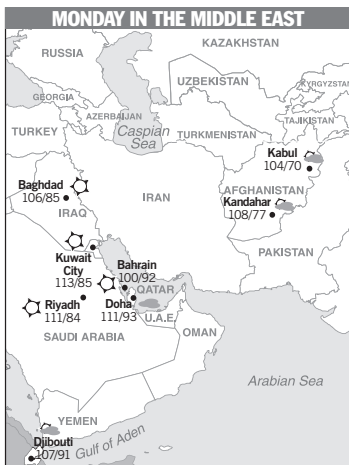 MONDAY IN THE MIDDLE EAST
KAZAKHSTAN
RUSSIA
UZBEKISTAN
KYRGYZSTAN
GEORGIA
AZERBAIJAN
TAJIKISTAN
TURKEY
Caspian
Sea
TURKMENISTAN
Kabul
104/70
Baghdad
106/85
IRAQ
IRAN
AFGHANISTAN
Kandahar
108/77
PAKISTAN
Kuwait
City
113/85
Bahrain
100/92
QATAR
Riyadh
111/84
Doha
111/93
U.A.E.
OMAN
SAUDI ARABIA
Arabian Sea
YEMEN
Djibouti
107/91
Gulf of Aden